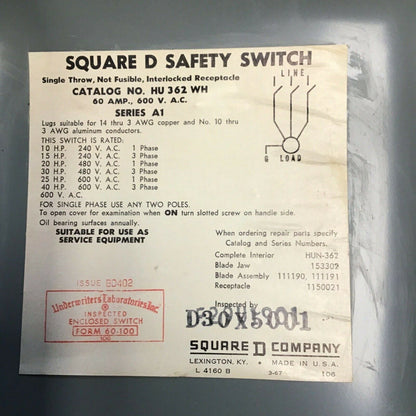 SQUARE D SAFETY SWITCH
Single Throw, Not Fusible, Interlocked Receptacle
CATALOG NO. HU 362 WH
60 AMP., 600 V. A.C.
SERIES A1
Lugs suitable for 14 thru 3 AWG copper and No. 10 thru
3 AWG aluminum conductors.
THIS SWITCH IS RATED:
10 H.P. 240 V. A.C. 1 Phase
15 H.P. 240 V. A.C. 3 Phase
20 H.P. 480 V. A.C. 1 Phase
30 H.P. 480 V. A.C. 3 Phase
25 H.P. 600 V. A.C. 1 Phase
40 H.P. 600 V. A.C. 3 Phase
600 V. A.C.
FOR SINGLE PHASE USE ANY TWO POLES.
To open cover for examination when ON turn slotted screw on handle side.
Oil bearing surfaces annually.
SUITABLE FOR USE AS
SERVICE EQUIPMENT
LINE
G LOAD
When ordering repair parts specify
Catalog and Series Numbers.
Complete Interior HUN-362
Blade Jaw 153302
Blade Assembly 111190, 111191
Receptacle 1150021
Inspected by
D30X5001
ISSUE
Underwriters Laboratories, Inc.
INSPECTED
ENCLOSED SWITCH
FORM 60-100
SQUARE D COMPANY
LEXINGTON, KY. MADE IN U.S.A.
L 4160 B 3-67 106